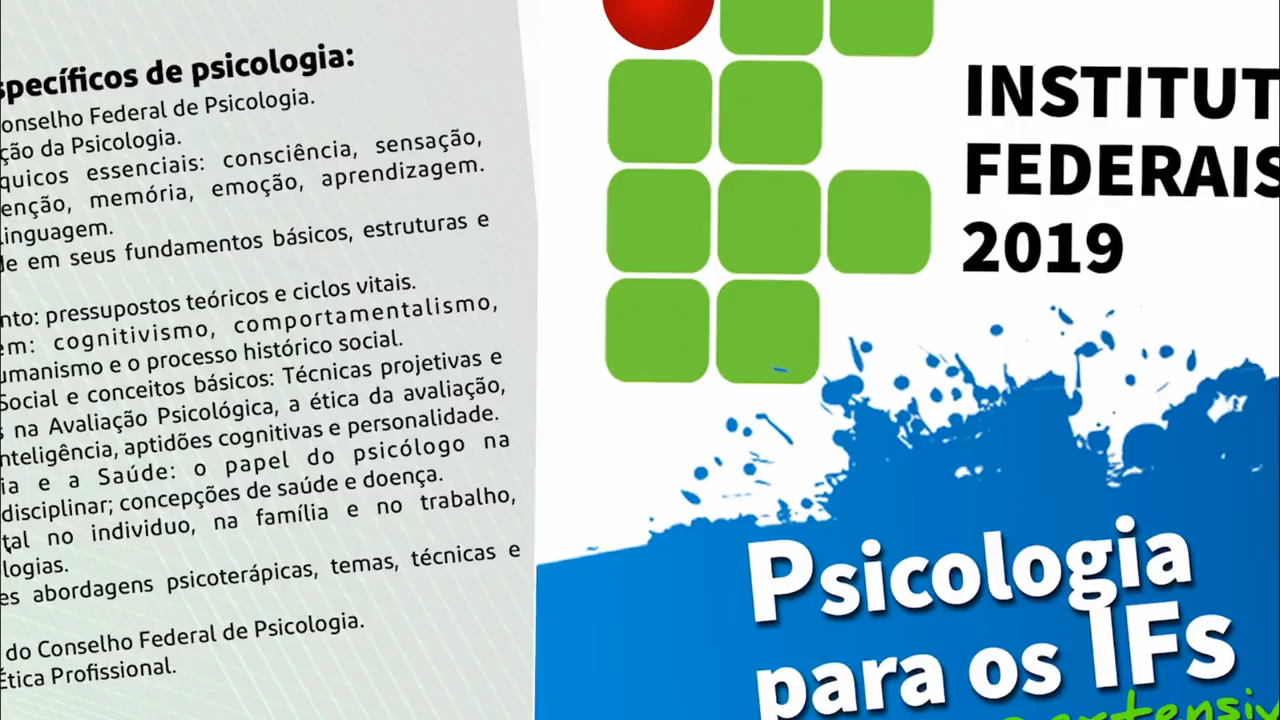 specíficos de psicologia:
onselho Federal de Psicologia.
ção da Psicologia.
quicos essenciais: consciência, sensação,
enção, memória, emoção, aprendizagem.
linguagem.
de em seus fundamentos básicos, estruturas e
nto: pressupostos teóricos e ciclos vitais.
em: cognitivismo, comportamentalismo,
umanismo e o processo histórico social.
Social e conceitos básicos: Técnicas projetivas e
s na Avaliação Psicológica, a ética da avaliação,
nteligência, aptidões cognitivas e personalidade.
ia e a Saúde: o papel do psicólogo na
disciplinar; concepções de saúde e doença.
tal no individuo, na família e no trabalho,
logias.
es abordagens psicoterápicas, temas, técnicas e
do Conselho Federal de Psicologia.
Ética Profissional.
INSTITUT
FEDERAIS
2019
Psicologia
para os IFs
extensiv